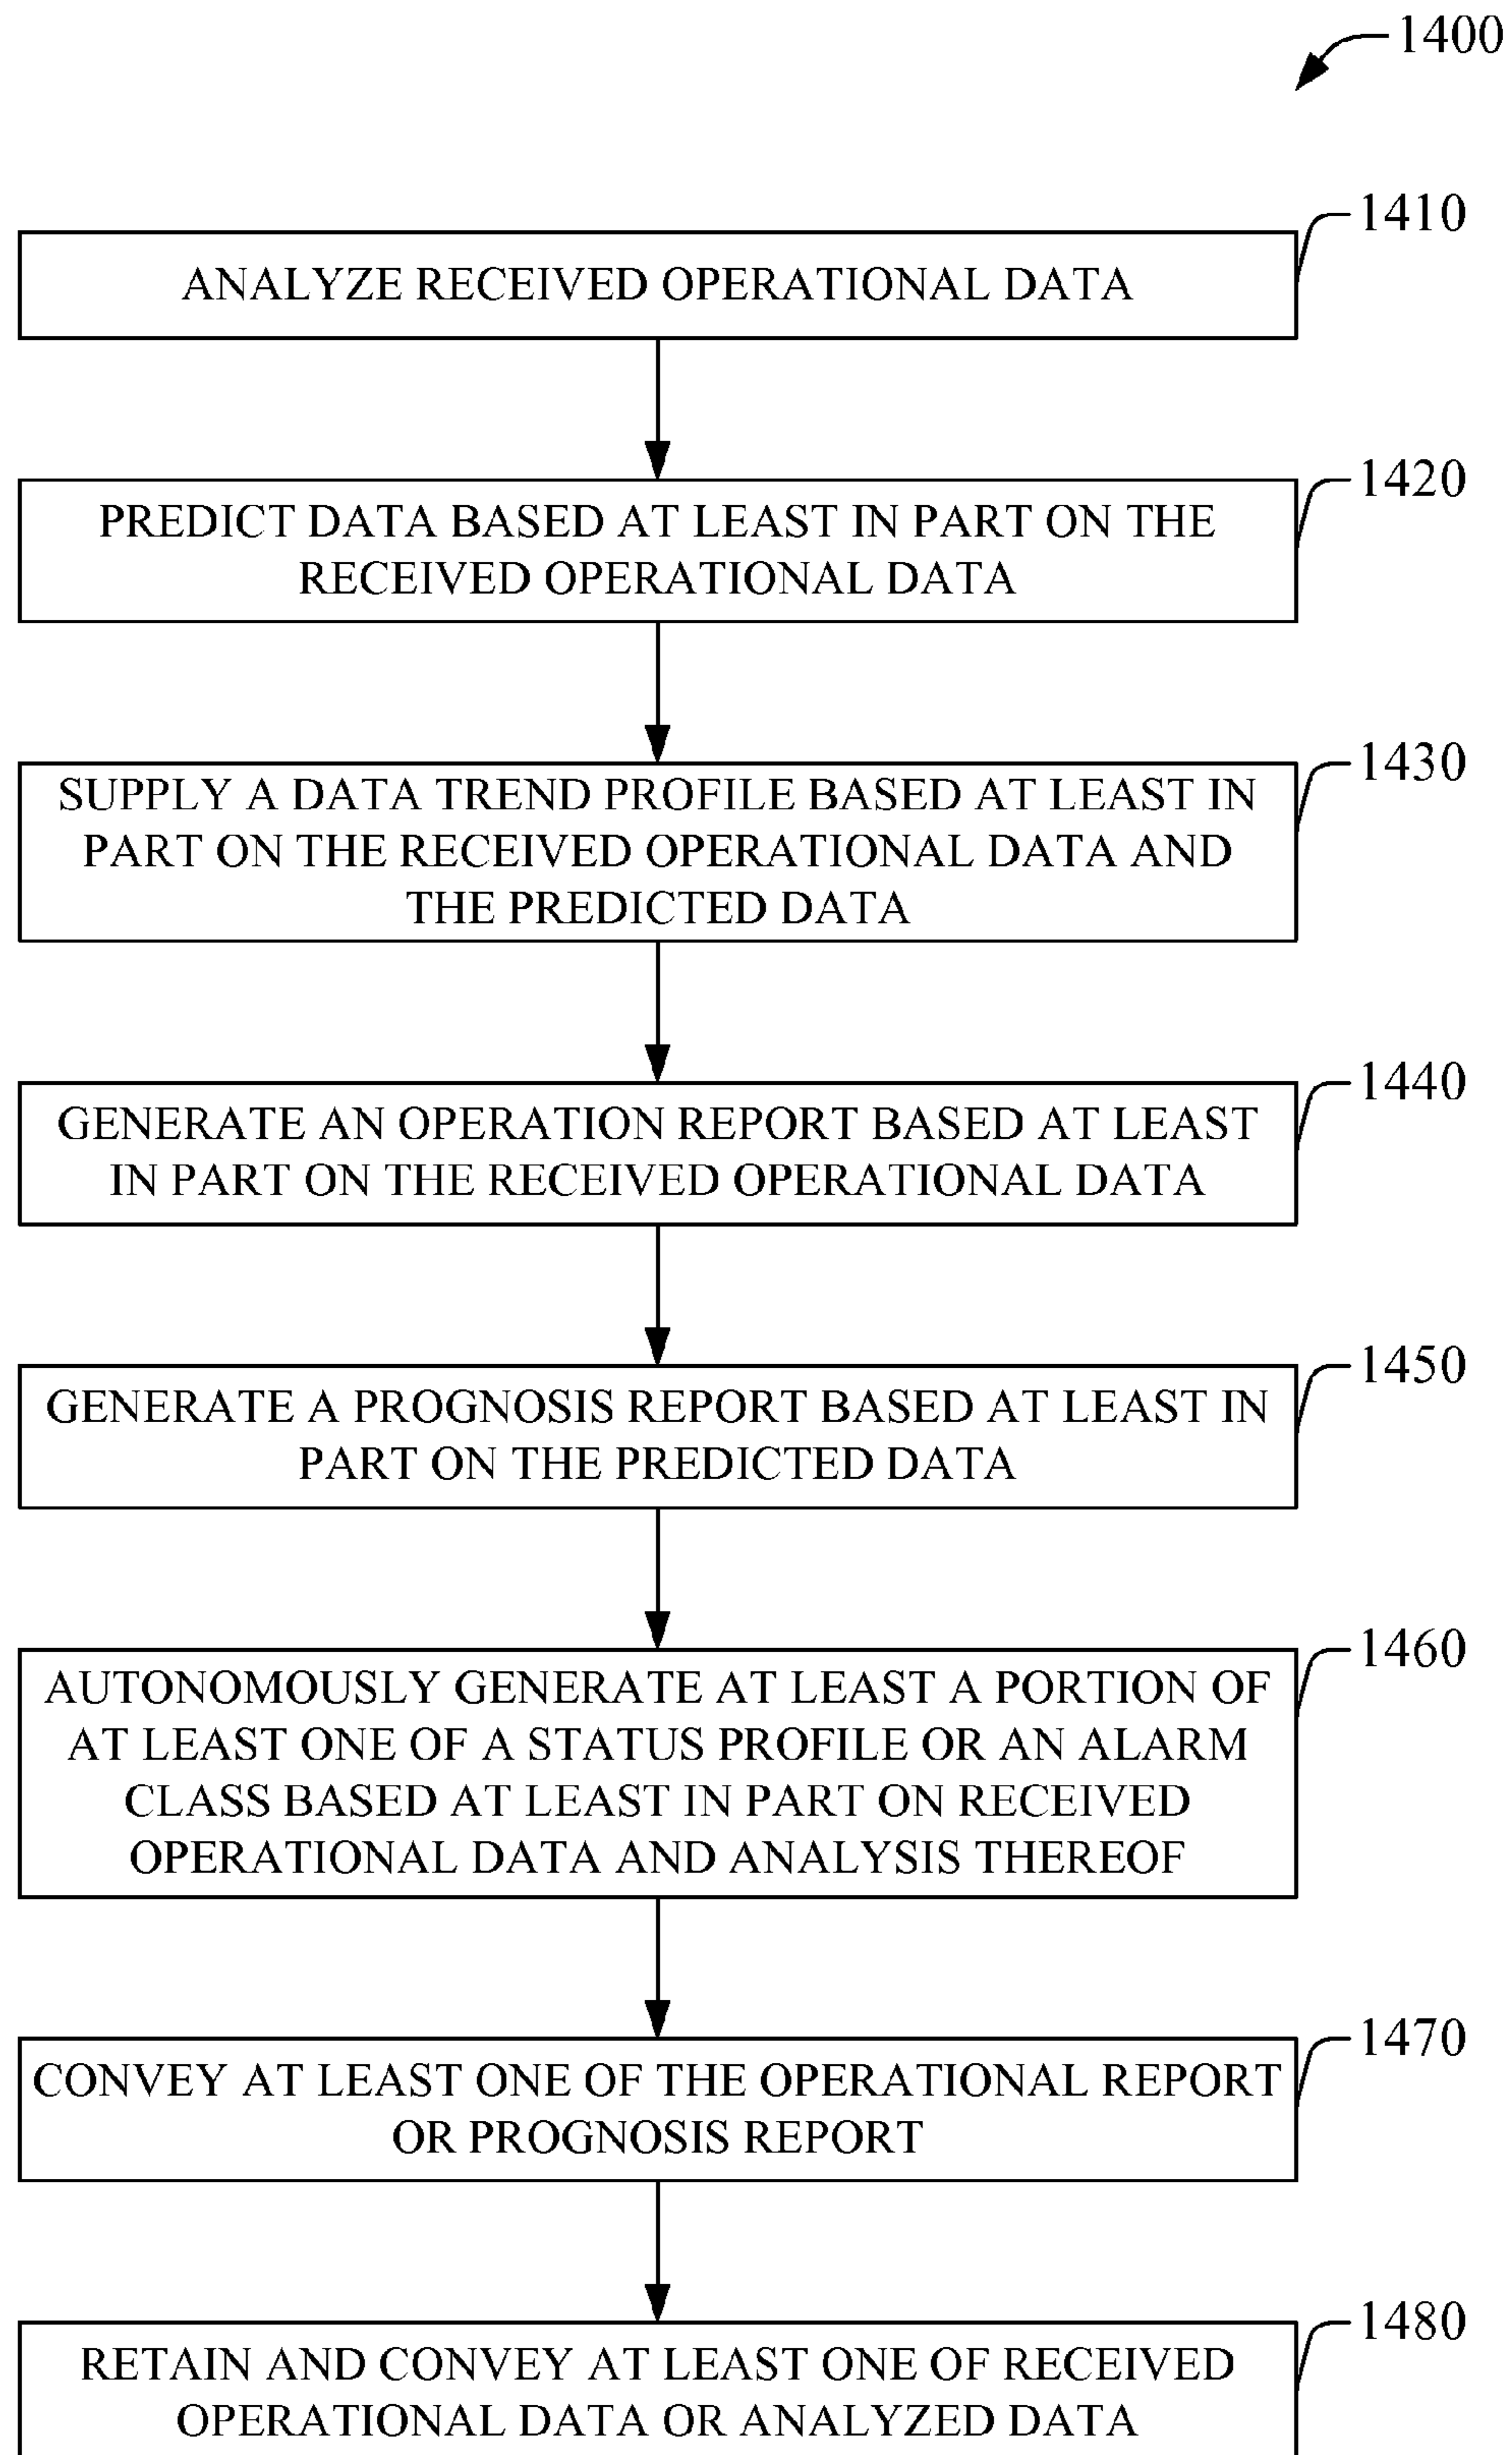 1400
1410
ANALYZE RECEIVED OPERATIONAL DATA
1420
PREDICT DATA BASED AT LEAST IN PART ON THE
RECEIVED OPERATIONAL DATA
1430
SUPPLY A DATA TREND PROFILE BASED AT LEAST IN
PART ON THE RECEIVED OPERATIONAL DATA AND
THE PREDICTED DATA
1440
GENERATE AN OPERATION REPORT BASED AT LEAST
IN PART ON THE RECEIVED OPERATIONAL DATA
1450
GENERATE A PROGNOSIS REPORT BASED AT LEAST IN
PART ON THE PREDICTED DATA
1460
AUTONOMOUSLY GENERATE AT LEAST A PORTION OF
AT LEAST ONE OF A STATUS PROFILE OR AN ALARM
CLASS BASED AT LEAST IN PART ON RECEIVED
OPERATIONAL DATA AND ANALYSIS THEREOF
1470
CONVEY AT LEAST ONE OF THE OPERATIONAL REPORT
OR PROGNOSIS REPORT
1480
RETAIN AND CONVEY AT LEAST ONE OF RECEIVED
OPERATIONAL DATA OR ANALYZED DATA